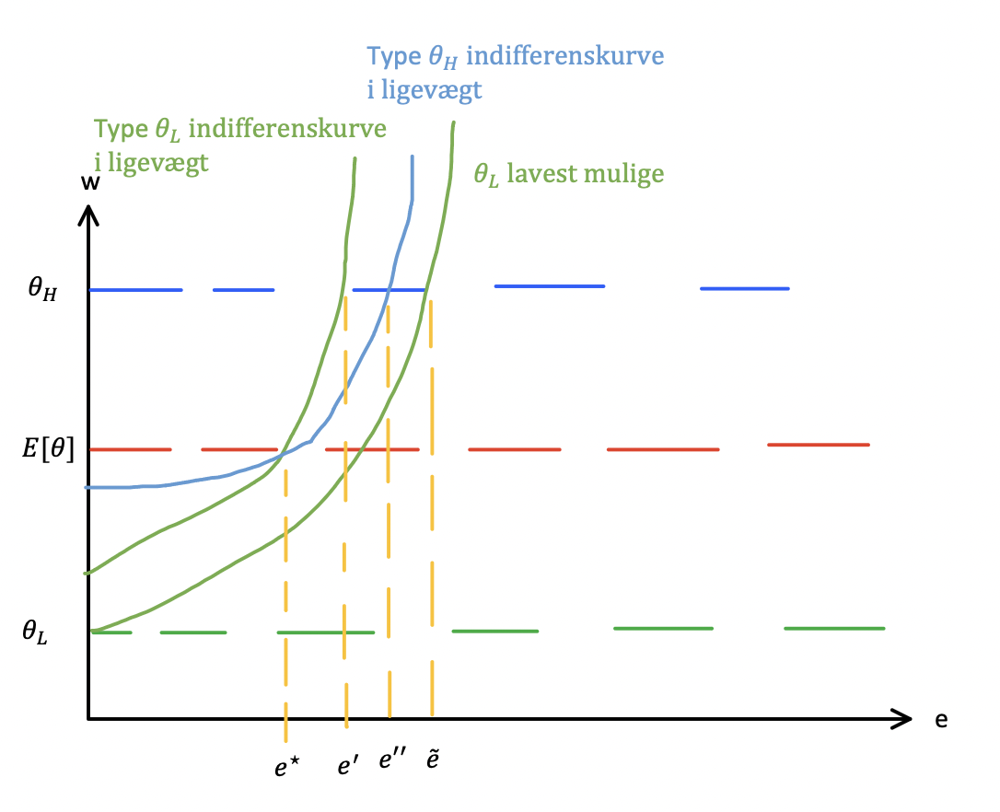 Type θ_H indifferenskurve
i ligevægt
Type θ_L indifferenskurve
i ligevægt
θ_L lavest mulige
w
θ_H
E[θ]
θ_L
e
e⋆
e′
e′′
ẽ